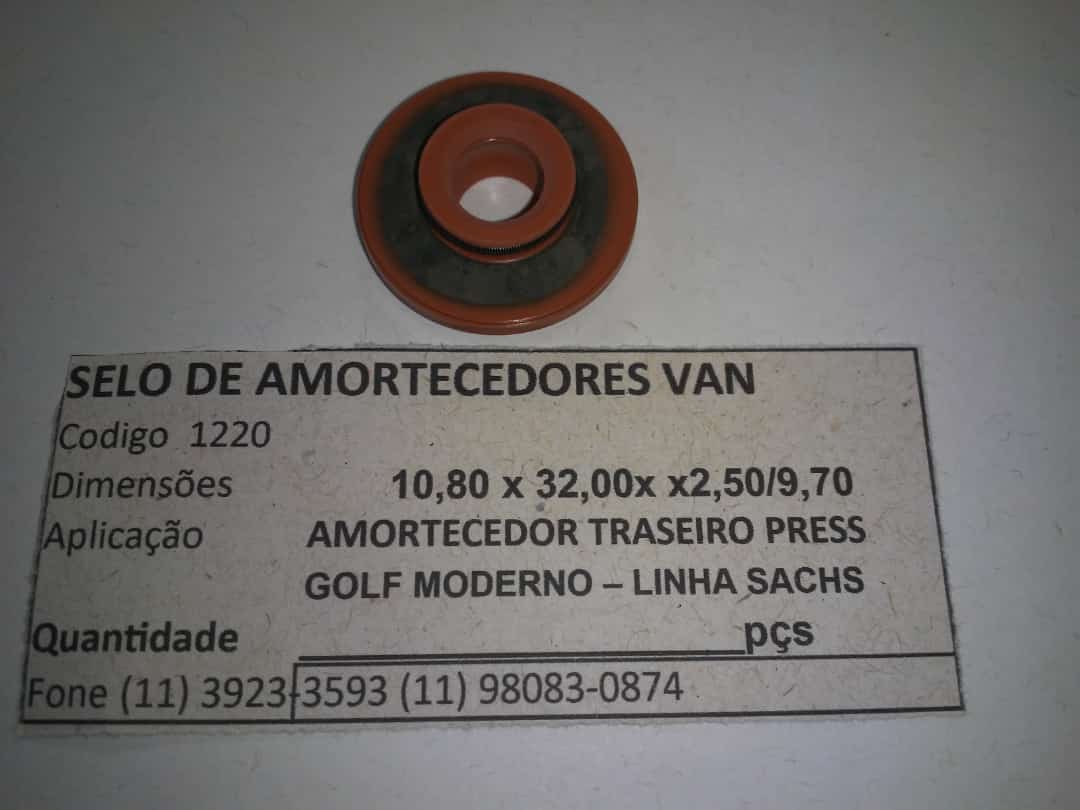 SELO DE AMORTECEDORES VAN
Codigo 1220
Dimensões 10,80 x 32,00x x2,50/9,70
Aplicação AMORTECEDOR TRASEIRO PRESS
GOLF MODERNO – LINHA SACHS
Quantidade ____________________pçs
Fone (11) 3923-3593 (11) 98083-0874